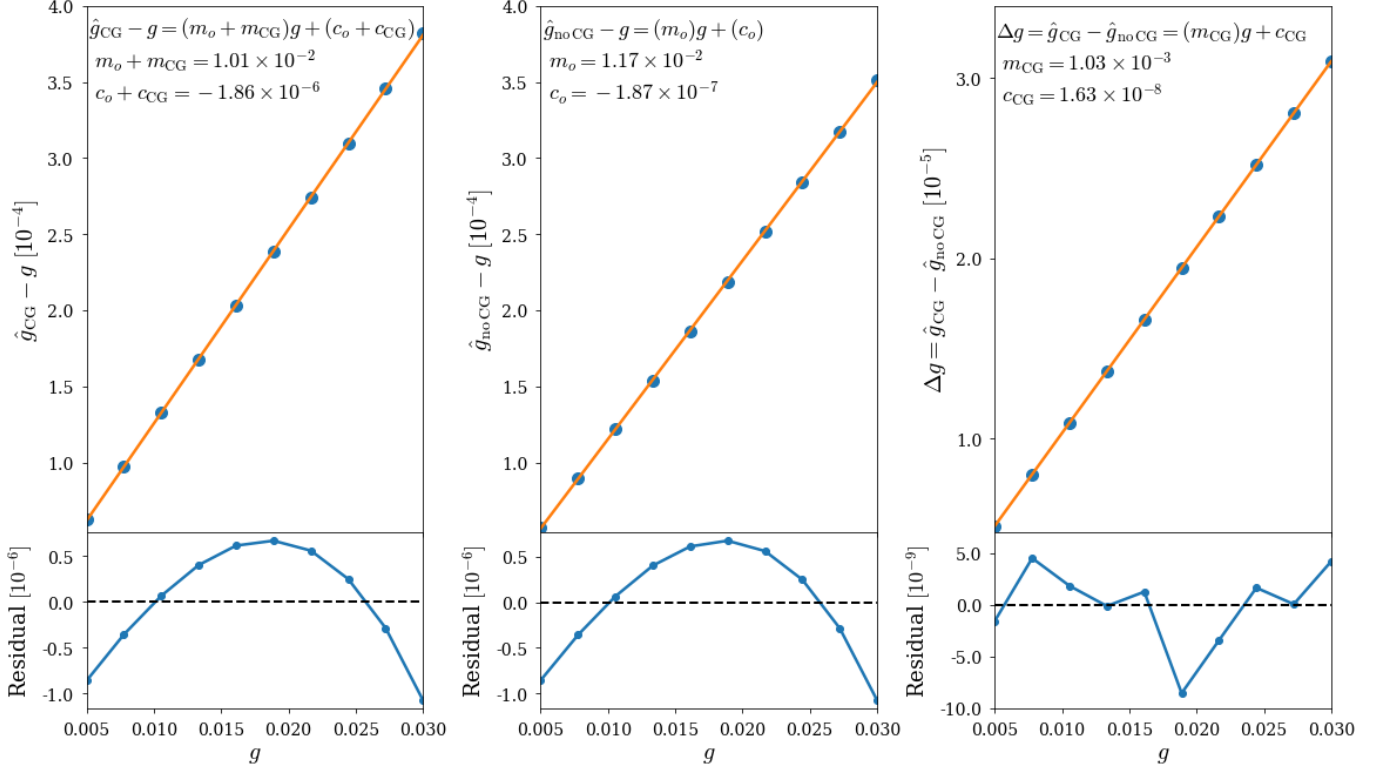 ĝ_CG − g = (m_o + m_CG)g + (c_o + c_CG)
m_o + m_CG = 1.01 × 10⁻²
c_o + c_CG = − 1.86 × 10⁻⁶
4.0
3.5
3.0
2.5
2.0
1.5
1.0
ĝ_CG − g [10⁻⁴]
0.5
0.0
-0.5
-1.0
Residual [10⁻⁶]
0.005 0.010 0.015 0.020 0.025 0.030
g
ĝ_no CG − g = (m_o)g + (c_o)
m_o = 1.17 × 10⁻²
c_o = − 1.87 × 10⁻⁷
4.0
3.5
3.0
2.5
2.0
1.5
1.0
ĝ_no CG − g [10⁻⁴]
0.5
0.0
-0.5
-1.0
Residual [10⁻⁶]
0.005 0.010 0.015 0.020 0.025 0.030
g
Δg = ĝ_CG − ĝ_no CG = (m_CG)g + c_CG
m_CG = 1.03 × 10⁻³
c_CG = 1.63 × 10⁻⁸
3.0
2.0
1.0
Δg = ĝ_CG − ĝ_no CG [10⁻⁵]
5.0
0.0
-5.0
-10.0
Residual [10⁻⁹]
0.005 0.010 0.015 0.020 0.025 0.030
g